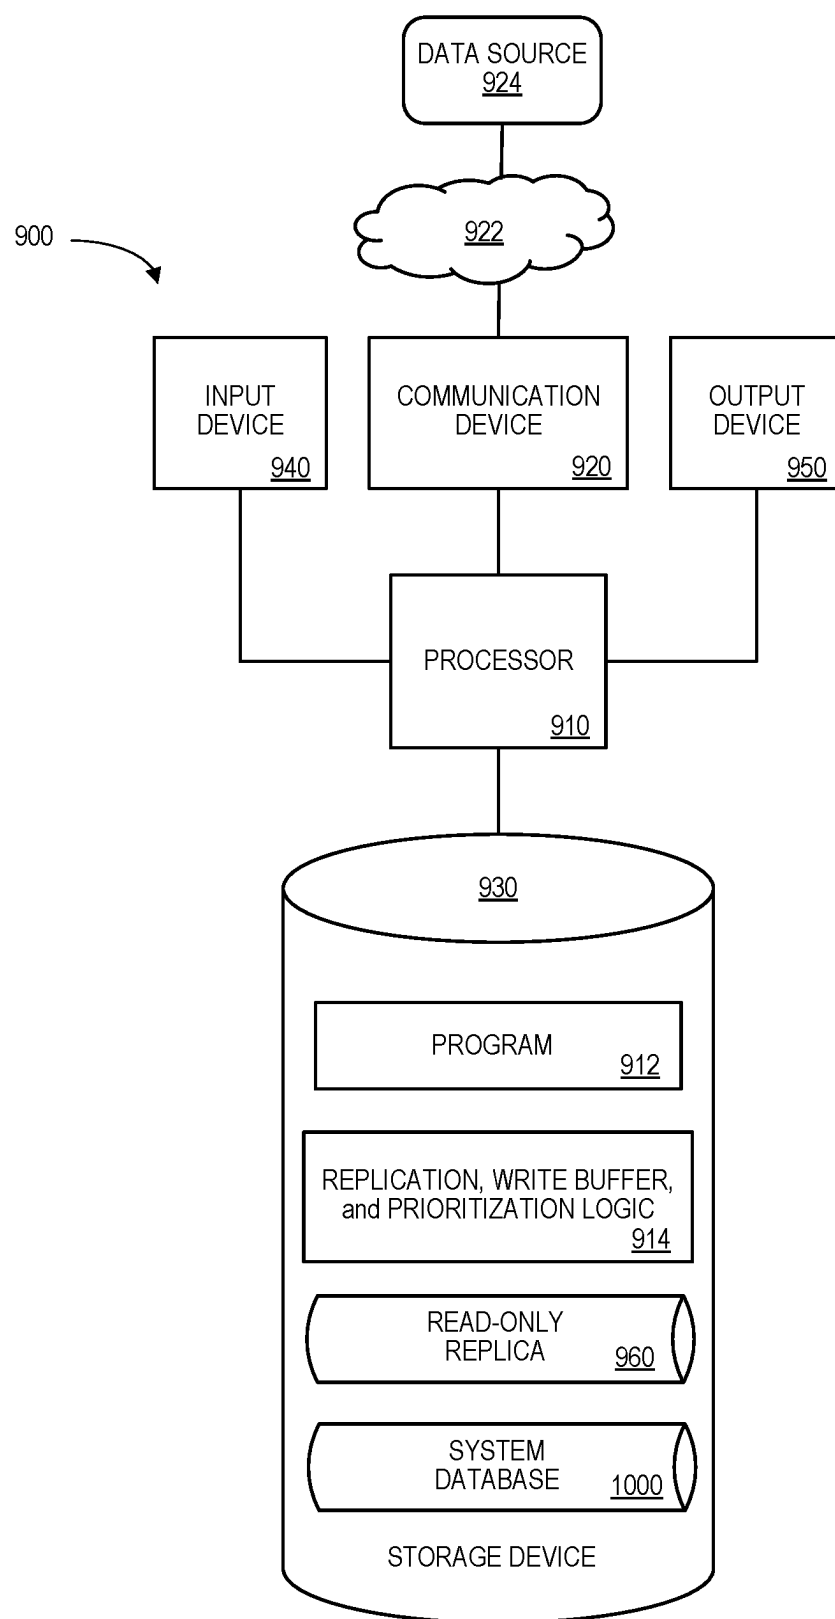 DATA SOURCE
924
922
900
INPUT
DEVICE
940
COMMUNICATION
DEVICE
920
OUTPUT
DEVICE
950
PROCESSOR
910
930
PROGRAM
912
REPLICATION, WRITE BUFFER,
and PRIORITIZATION LOGIC
914
READ-ONLY
REPLICA
960
SYSTEM
DATABASE
1000
STORAGE DEVICE